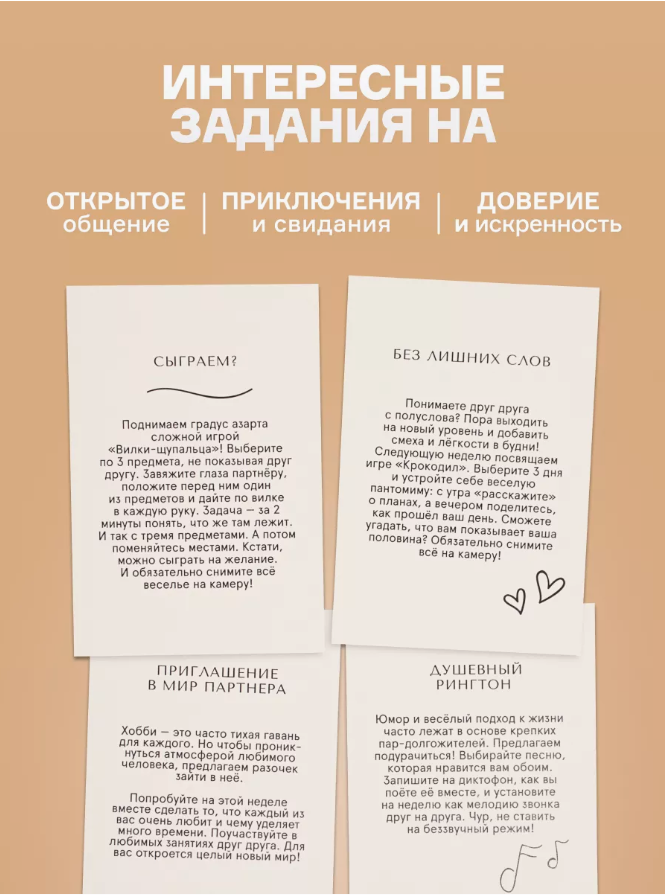 ИНТЕРЕСНЫЕ
ЗАДАНИЯ НА
ОТКРЫТОЕ
общение
ПРИКЛЮЧЕНИЯ
и свидания
ДОВЕРИЕ
и искренность
СЫГРАЕМ?
Поднимаем градус азарта
сложной игрой
«Вилки-щупальца»! Выберите
по 3 предмета, не показывая друг
другу. Завяжите глаза партнёру,
положите перед ним один
из предметов и дайте по вилке
в каждую руку. Задача – за 2
минуты понять, что же там лежит.
И так с тремя предметами. А потом
поменяйтесь местами. Кстати,
можно сыграть на желание.
И обязательно снимите всё
веселье на камеру!
БЕЗ ЛИШНИХ СЛОВ
Понимаете друг друга
с полуслова? Пора выходить
на новый уровень и добавить
смеха и лёгкости в будни!
Следующую неделю посвящаем
игре «Крокодил». Выберите 3 дня
и устройте себе веселую
пантомиму: с утра «расскажите»
о планах, а вечером поделитесь,
как прошёл ваш день. Сможете
угадать, что вам показывает ваша
половина? Обязательно снимите
всё на камеру!
ПРИГЛАШЕНИЕ
В МИР ПАРТНЕРА
Хобби – это часто тихая гавань
для каждого. Но чтобы проник-
нуться атмосферой любимого
человека, предлагаем разочек
зайти в неё.
Попробуйте на этой неделе
вместе сделать то, что каждый из
вас очень любит и чему уделяет
много времени. Поучаствуйте в
любимых занятиях друг друга. Для
вас откроется целый новый мир!
ДУШЕВНЫЙ
РИНГТОН
Юмор и весёлый подход к жизни
часто лежат в основе крепких
пар-долгожителей. Предлагаем
подурачиться! Выбирайте песню,
которая нравится вам обоим.
Запишите на диктофон, как вы
поёте её вместе, и установите
на неделю как мелодию звонка
друг на друга. Чур, не ставить
на беззвучный режим!